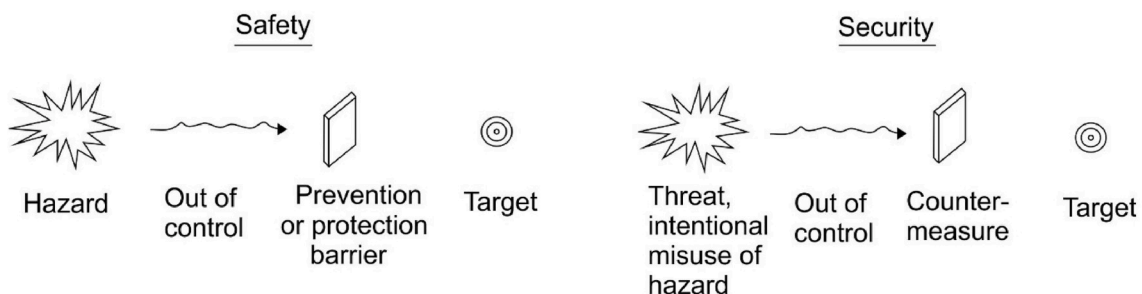 Safety
Hazard
Out of
control
Prevention
or protection
barrier
Target
Security
Threat,
intentional
misuse of
hazard
Out of
control
Counter-
measure
Target